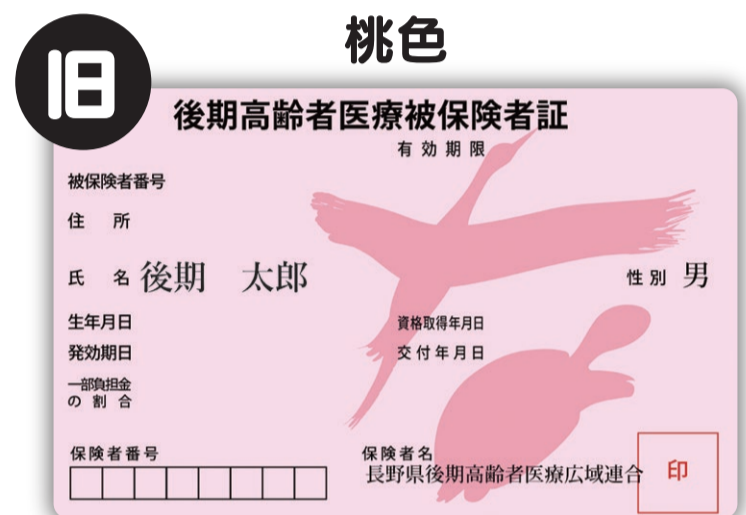 旧
桃色
後期高齢者医療被保険者証
有効期限
被保険者番号
住所
氏名 後期 太郎 性別 男
生年月日 資格取得年月日
発効期日 交付年月日
一部負担金
の割合
保険者番号 保険者名
長野県後期高齢者医療広域連合 印